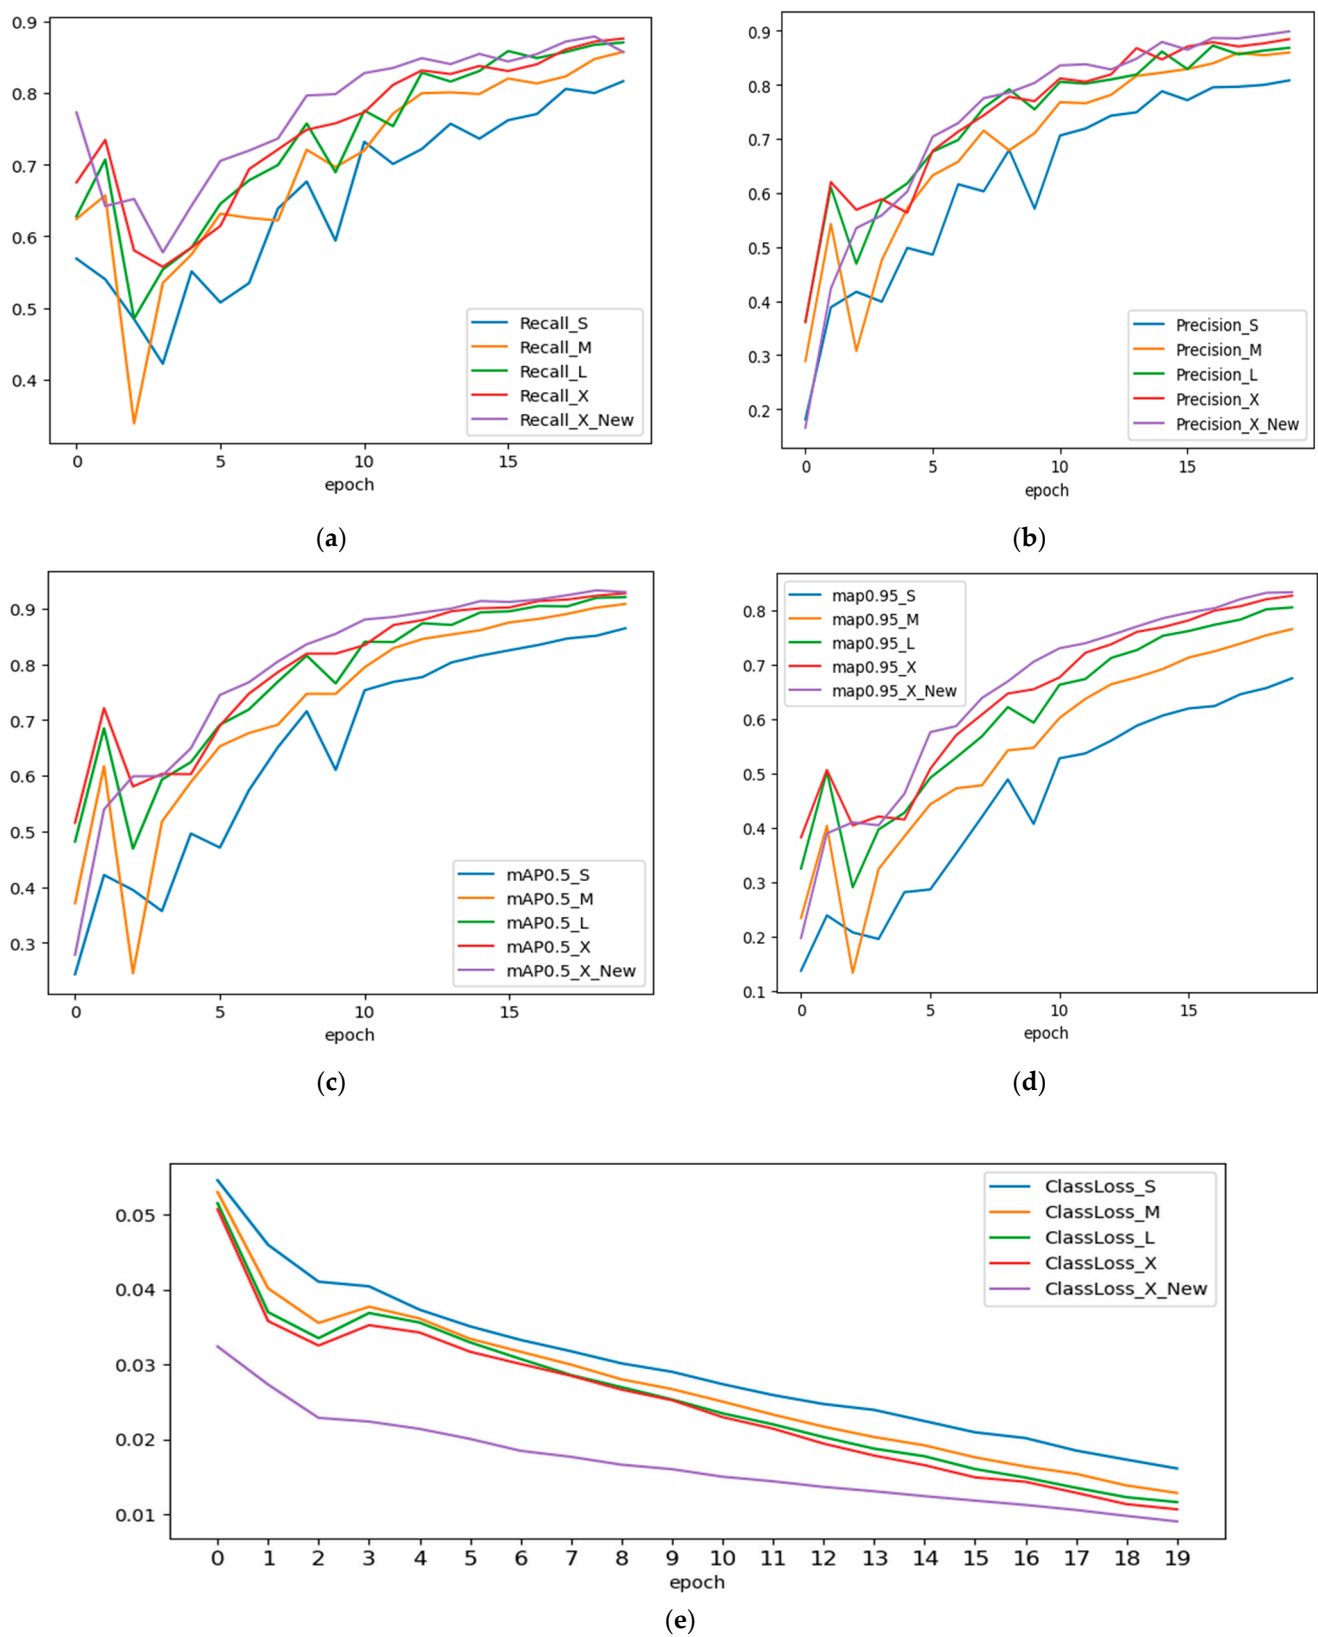 0.9
0.8
0.7
0.6
0.5
0.4
Recall_S
Recall_M
Recall_L
Recall_X
Recall_X_New
0 5 10 15
epoch
(a)
0.9
0.8
0.7
0.6
0.5
0.4
0.3
0.2
Precision_S
Precision_M
Precision_L
Precision_X
Precision_X_New
0 5 10 15
epoch
(b)
0.9
0.8
0.7
0.6
0.5
0.4
0.3
mAP0.5_S
mAP0.5_M
mAP0.5_L
mAP0.5_X
mAP0.5_X_New
0 5 10 15
epoch
(c)
map0.95_S
map0.95_M
map0.95_L
map0.95_X
map0.95_X_New
0.8
0.7
0.6
0.5
0.4
0.3
0.2
0.1
0 5 10 15
epoch
(d)
ClassLoss_S
ClassLoss_M
ClassLoss_L
ClassLoss_X
ClassLoss_X_New
0.05
0.04
0.03
0.02
0.01
0 1 2 3 4 5 6 7 8 9 10 11 12 13 14 15 16 17 18 19
epoch
(e)